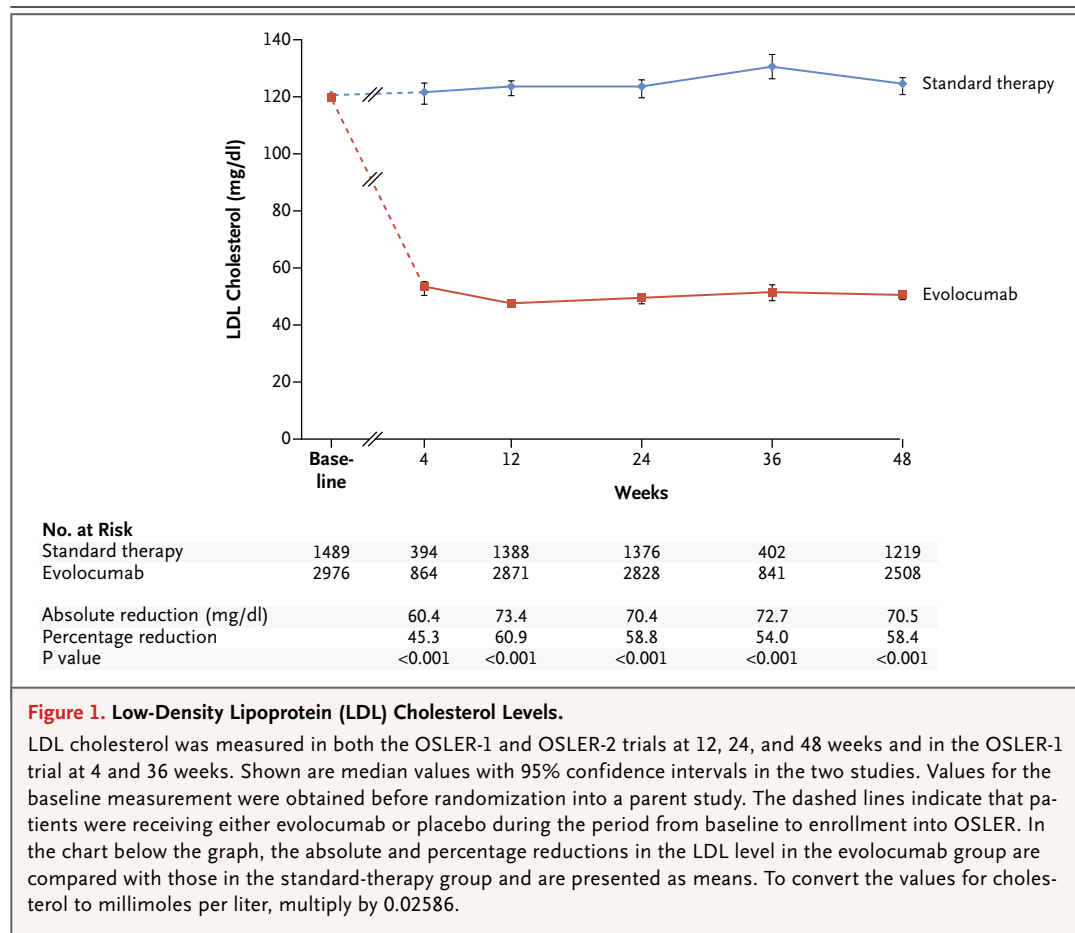 140
120
100
80
60
40
20
0
LDL Cholesterol (mg/dl)
Standard therapy
Evolocumab
Base-
line
4 12 24 36 48
Weeks
No. at Risk
Standard therapy 1489 394 1388 1376 402 1219
Evolocumab 2976 864 2871 2828 841 2508
Absolute reduction (mg/dl) 60.4 73.4 70.4 72.7 70.5
Percentage reduction 45.3 60.9 58.8 54.0 58.4
P value <0.001 <0.001 <0.001 <0.001 <0.001
Figure 1. Low-Density Lipoprotein (LDL) Cholesterol Levels.
LDL cholesterol was measured in both the OSLER-1 and OSLER-2 trials at 12, 24, and 48 weeks and in the OSLER-1
trial at 4 and 36 weeks. Shown are median values with 95% confidence intervals in the two studies. Values for the
baseline measurement were obtained before randomization into a parent study. The dashed lines indicate that pa-
tients were receiving either evolocumab or placebo during the period from baseline to enrollment into OSLER. In
the chart below the graph, the absolute and percentage reductions in the LDL level in the evolocumab group are
compared with those in the standard-therapy group and are presented as means. To convert the values for choles-
terol to millimoles per liter, multiply by 0.02586.